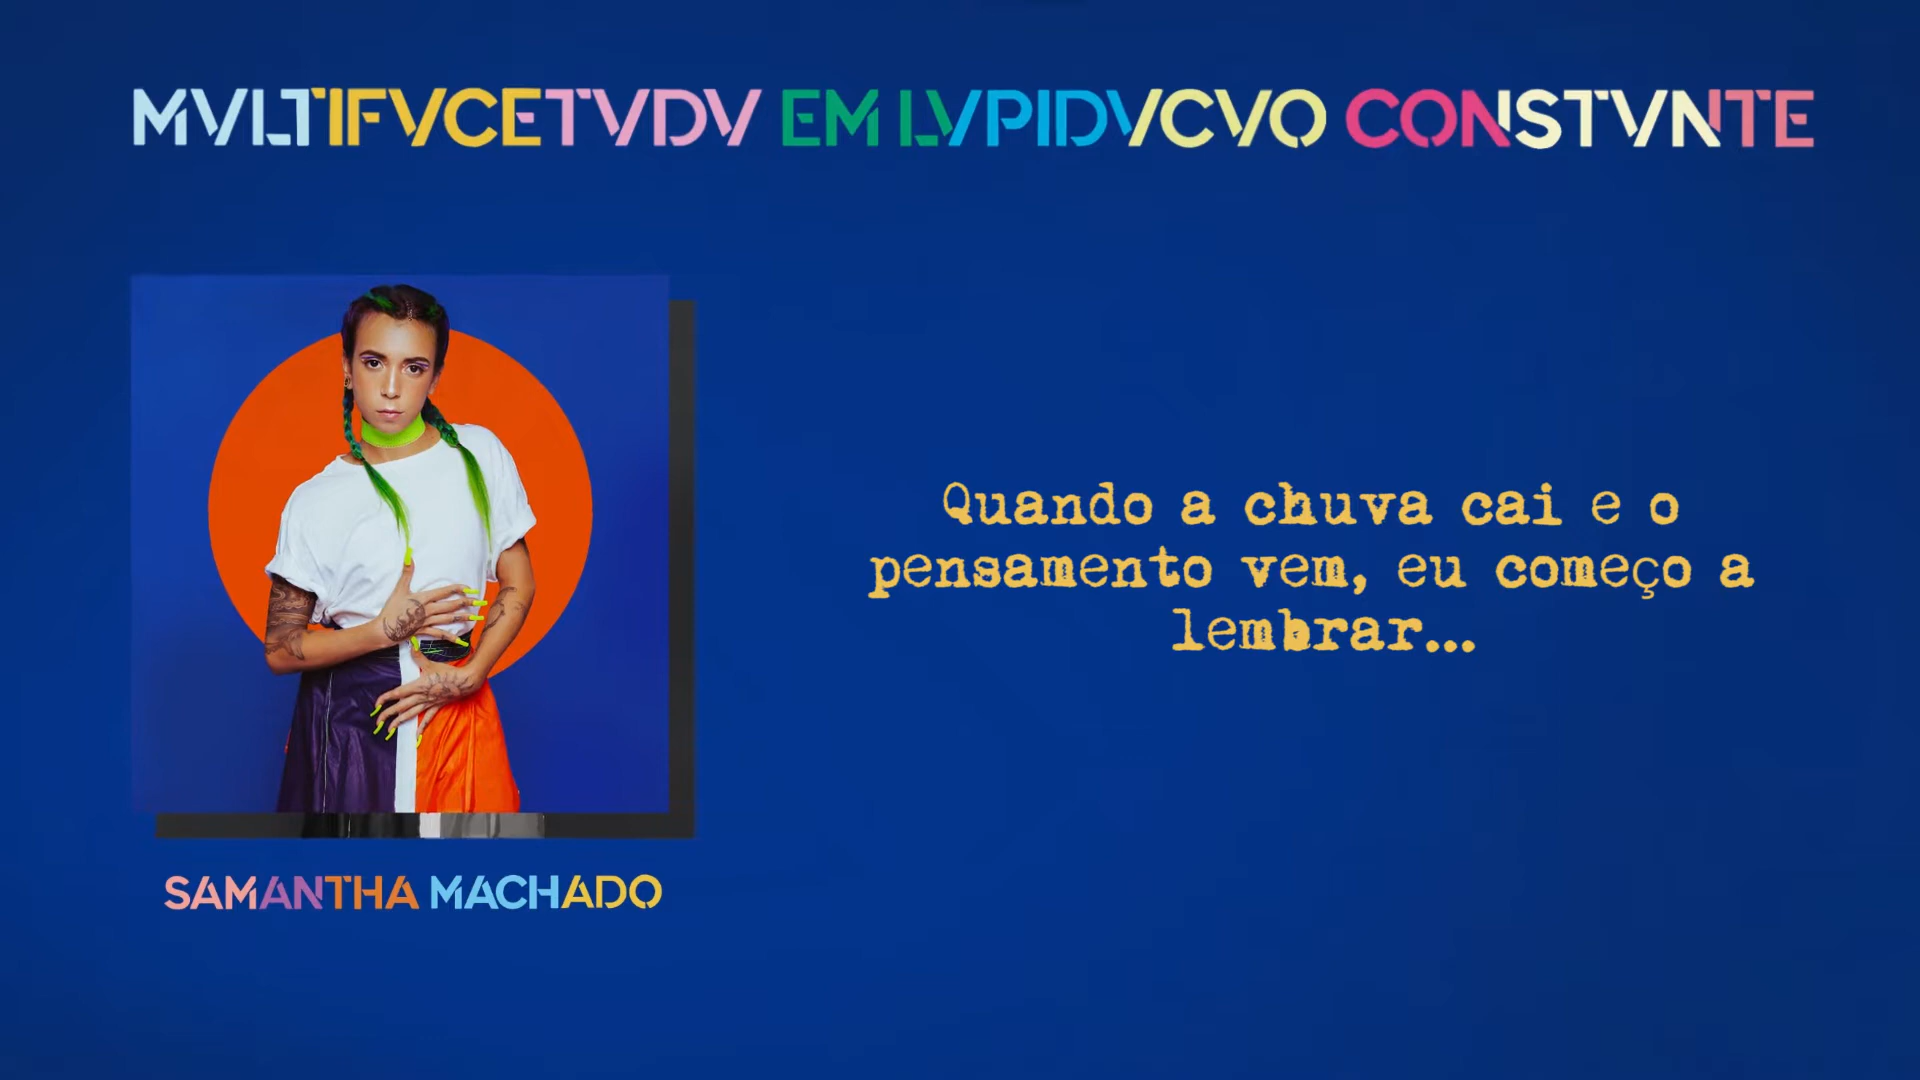 MVLTIFVCETVDV EM LVPIDVCVO CONSTVNTE
Quando a chuva cai e o
pensamento vem, eu começo a
lembrar...
SAMANTHA MACHADO